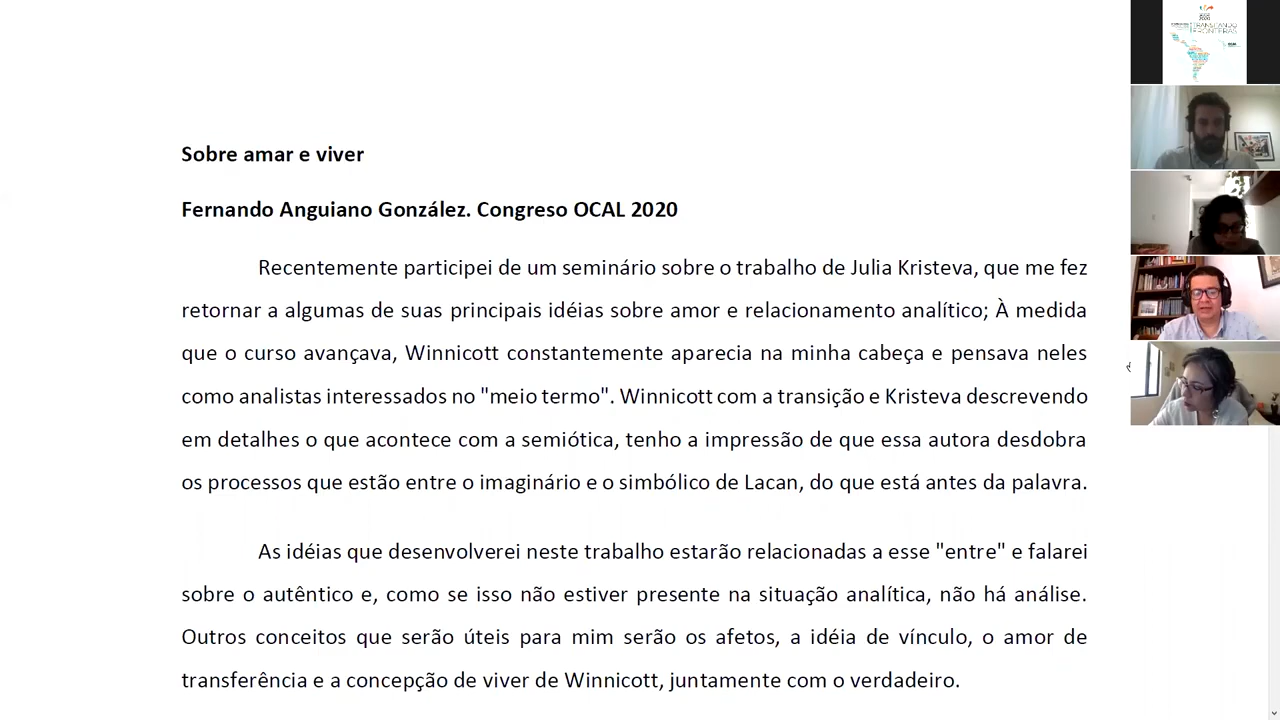 Sobre amar e viver
Fernando Anguiano González. Congreso OCAL 2020
Recentemente participei de um seminário sobre o trabalho de Julia Kristeva, que me fez
retornar a algumas de suas principais idéias sobre amor e relacionamento analítico; À medida
que o curso avançava, Winnicott constantemente aparecia na minha cabeça e pensava neles
como analistas interessados no "meio termo". Winnicott com a transição e Kristeva descrevendo
em detalhes o que acontece com a semiótica, tenho a impressão de que essa autora desdobra
os processos que estão entre o imaginário e o simbólico de Lacan, do que está antes da palavra.
As idéias que desenvolverei neste trabalho estarão relacionadas a esse "entre" e falarei
sobre o autêntico e, como se isso não estiver presente na situação analítica, não há análise.
Outros conceitos que serão úteis para mim serão os afetos, a idéia de vínculo, o amor de
transferência e a concepção de viver de Winnicott, juntamente com o verdadeiro.
TRANSITANDO
FRONTERAS